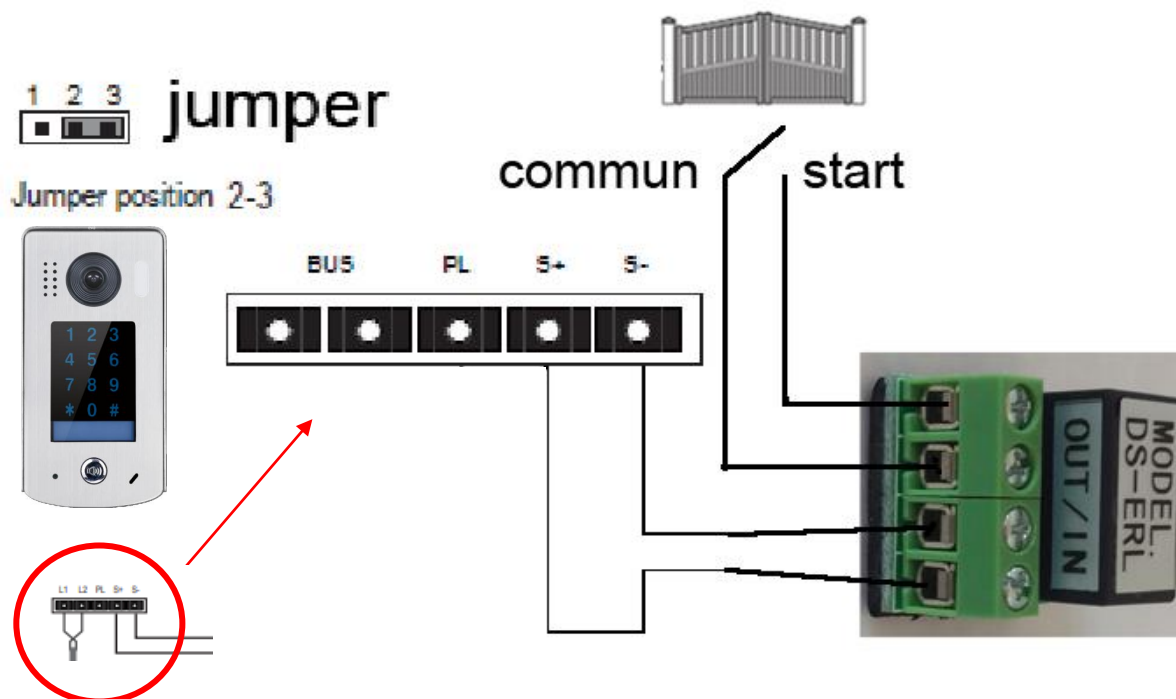 1 2 3
jumper
Jumper position 2-3
commun start
BUS PL S+ S-
1 2 3
4 5 6
7 8 9
* 0 #
MODEL.
DS-ERL
OUT/IN
L1 L2 PL S+ S-